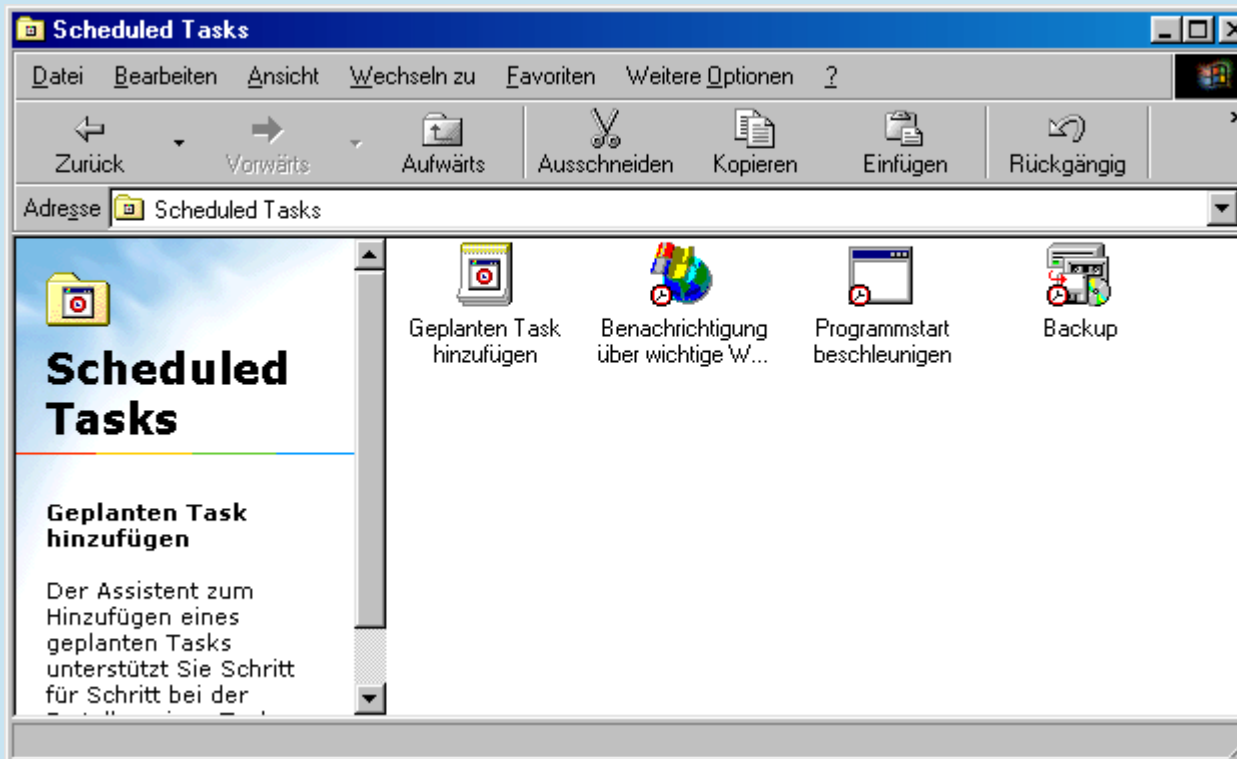 Scheduled Tasks
Datei Bearbeiten Ansicht Wechseln zu Favoriten Weitere Optionen ?
Zurück Vorwärts Aufwärts Ausschneiden Kopieren Einfügen Rückgängig
Adresse Scheduled Tasks
Scheduled
Tasks
Geplanten Task
hinzufügen
Der Assistent zum
Hinzufügen eines
geplanten Tasks
unterstützt Sie Schritt
für Schritt bei der
Geplanten Task
hinzufügen
Benachrichtigung
über wichtige W...
Programmstart
beschleunigen
Backup